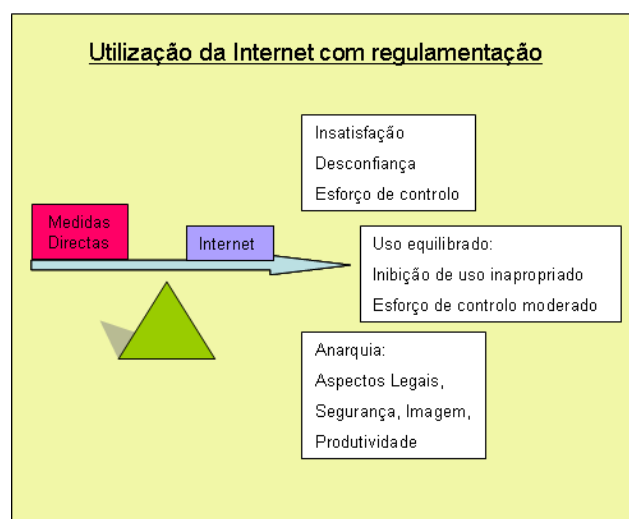 Utilização da Internet com regulamentação
Insatisfação
Desconfiança
Esforço de controlo
Medidas
Directas
Internet
Uso equilibrado:
Inibição de uso inapropriado
Esforço de controlo moderado
Anarquia:
Aspectos Legais,
Segurança, Imagem,
Produtividade